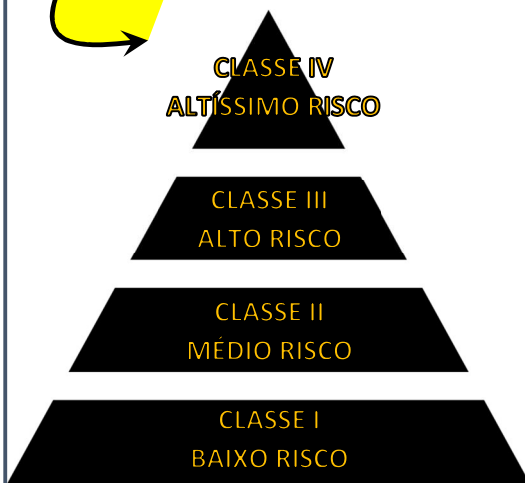 CLASSE IV
ALTÍSSIMO RISCO
CLASSE III
ALTO RISCO
CLASSE II
MÉDIO RISCO
CLASSE I
BAIXO RISCO